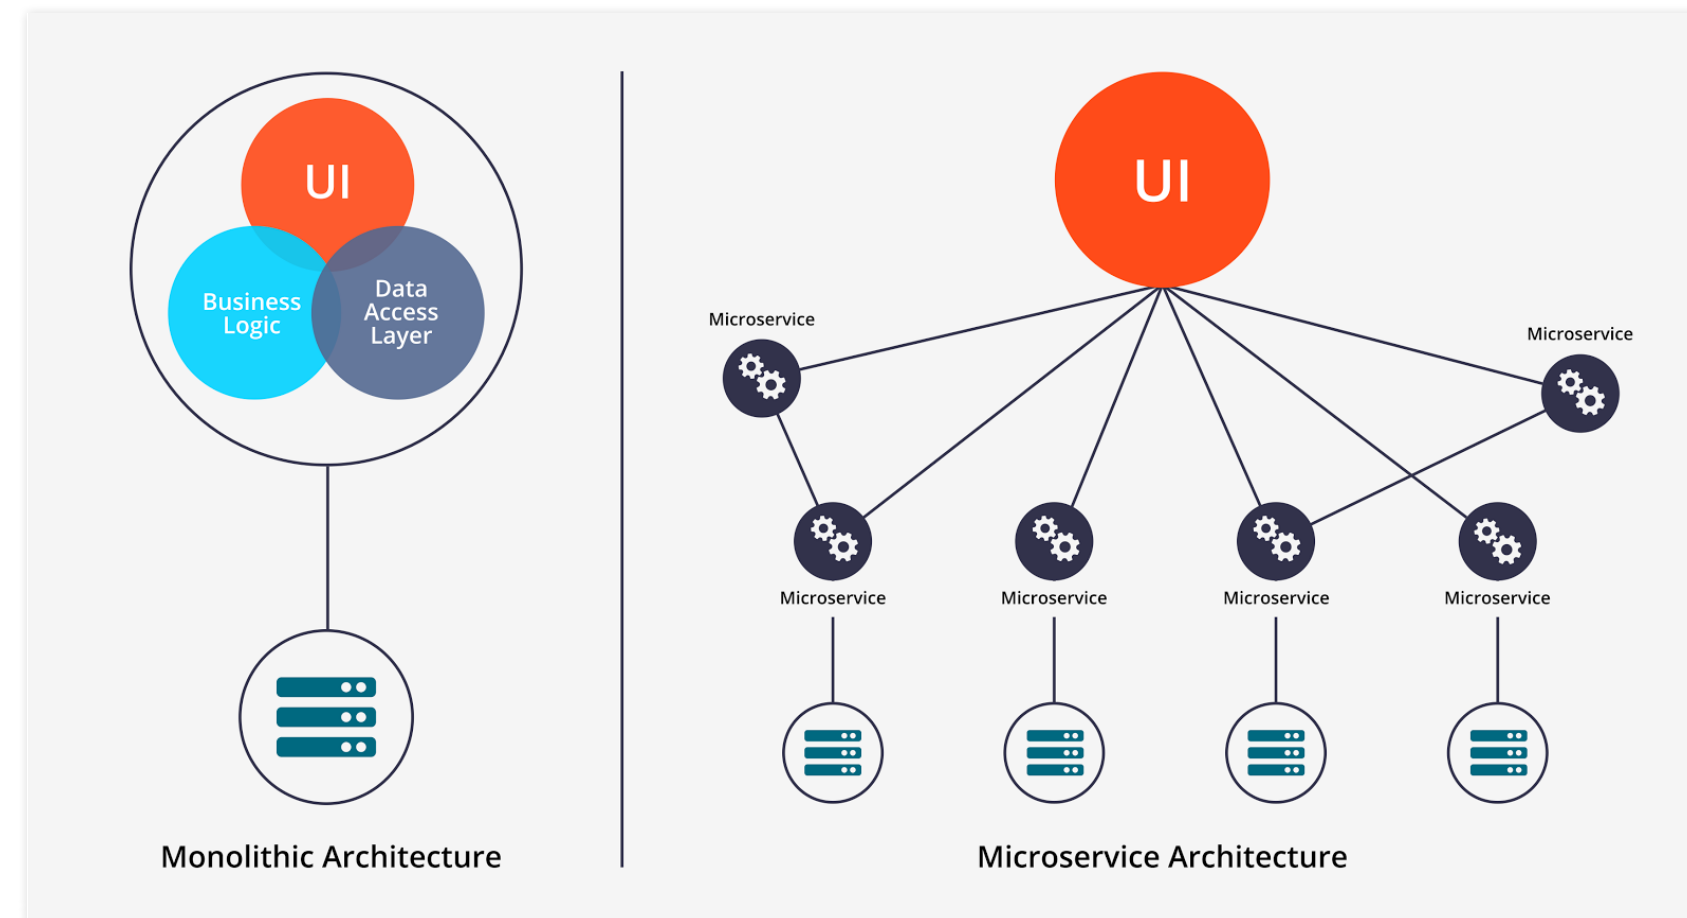 UI
Business
Logic
Data
Access
Layer
Monolithic Architecture
UI
Microservice
Microservice
Microservice
Microservice
Microservice
Microservice
Microservice Architecture